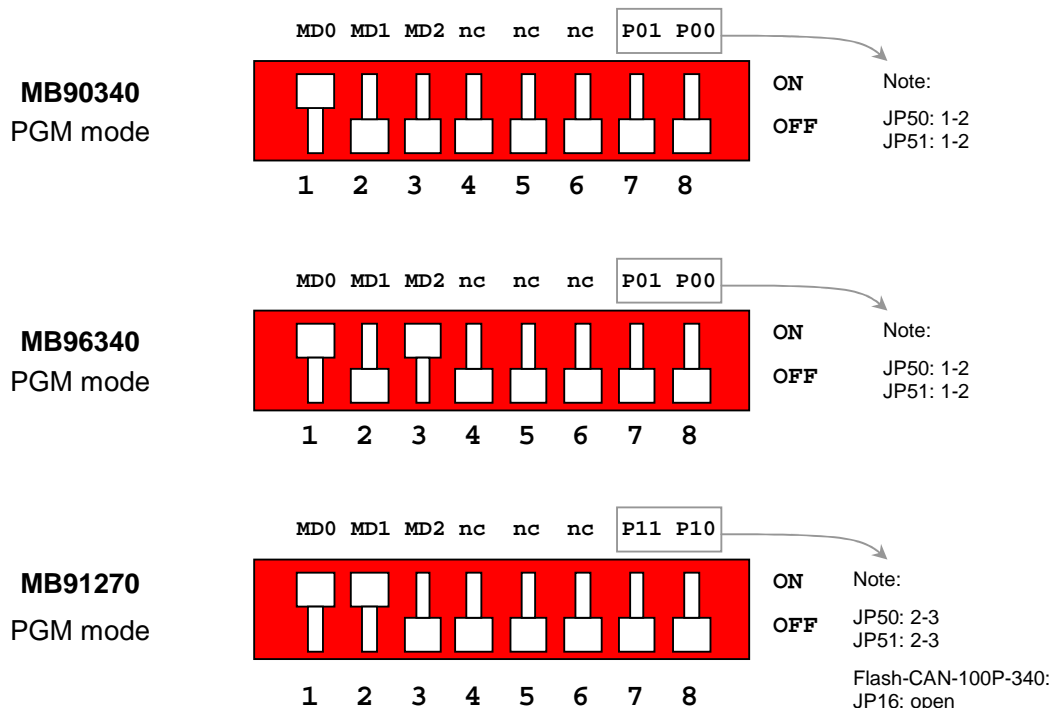 MD0 MD1 MD2 nc nc nc P01 P00
MB90340
PGM mode
ON
OFF
Note:
JP50: 1-2
JP51: 1-2
1 2 3 4 5 6 7 8
MD0 MD1 MD2 nc nc nc P01 P00
MB96340
PGM mode
ON
OFF
Note:
JP50: 1-2
JP51: 1-2
1 2 3 4 5 6 7 8
MD0 MD1 MD2 nc nc nc P11 P10
MB91270
PGM mode
ON
OFF
Note:
JP50: 2-3
JP51: 2-3
Flash-CAN-100P-340:
JP16: open
1 2 3 4 5 6 7 8